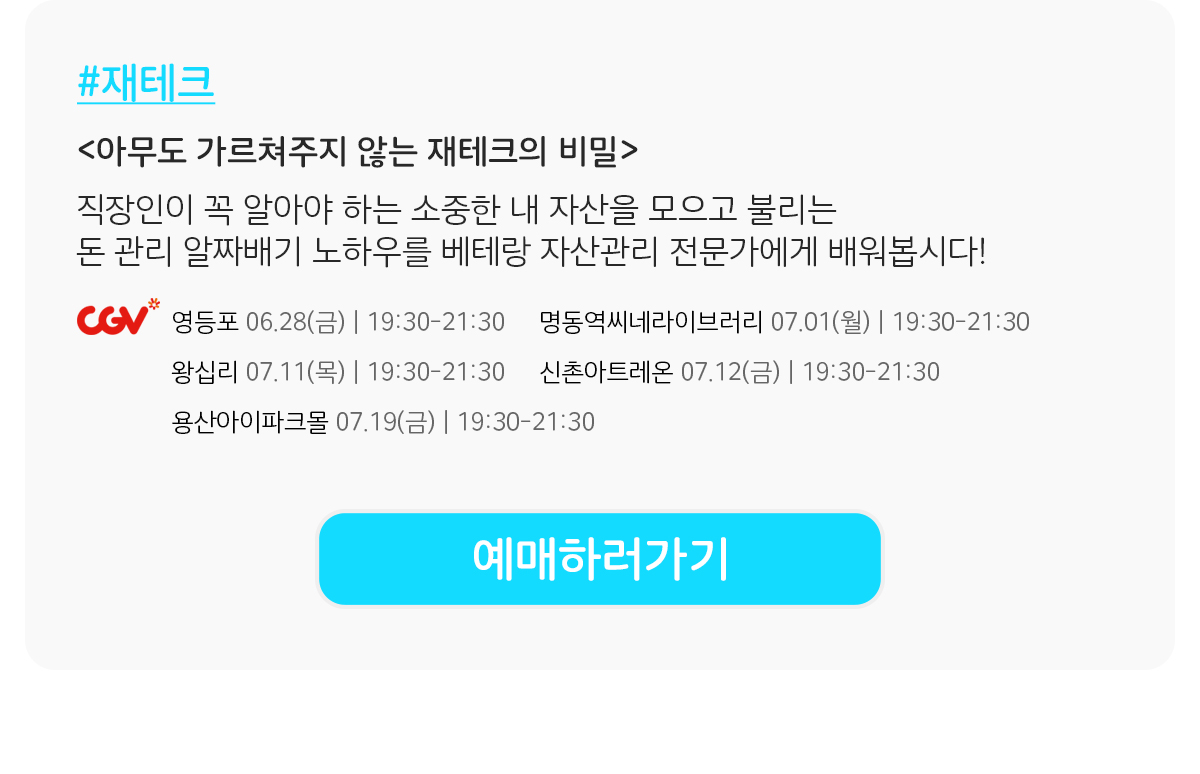 #재테크
<아무도 가르쳐주지 않는 재테크의 비밀>
직장인이 꼭 알아야 하는 소중한 내 자산을 모으고 불리는
돈 관리 알짜배기 노하우를 베테랑 자산관리 전문가에게 배워봅시다!
CGV 영등포 06.28(금) | 19:30-21:30 명동역씨네라이브러리 07.01(월) | 19:30-21:30
왕십리 07.11(목) | 19:30-21:30 신촌아트레온 07.12(금) | 19:30-21:30
용산아이파크몰 07.19(금) | 19:30-21:30
예매하러가기